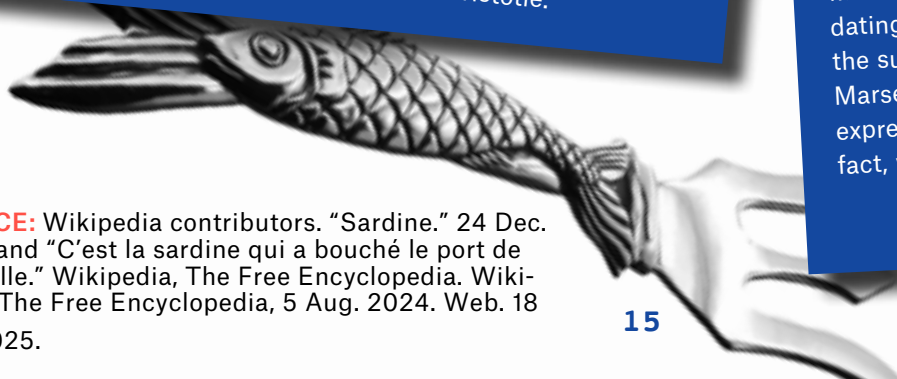 CE: Wikipedia contributors. “Sardine.” 24 Dec.
and “C’est la sardine qui a bouché le port de
lle.” Wikipedia, The Free Encyclopedia. Wiki-
The Free Encyclopedia, 5 Aug. 2024. Web. 18
025.
15
dating
the su
Marse
expre
fact,